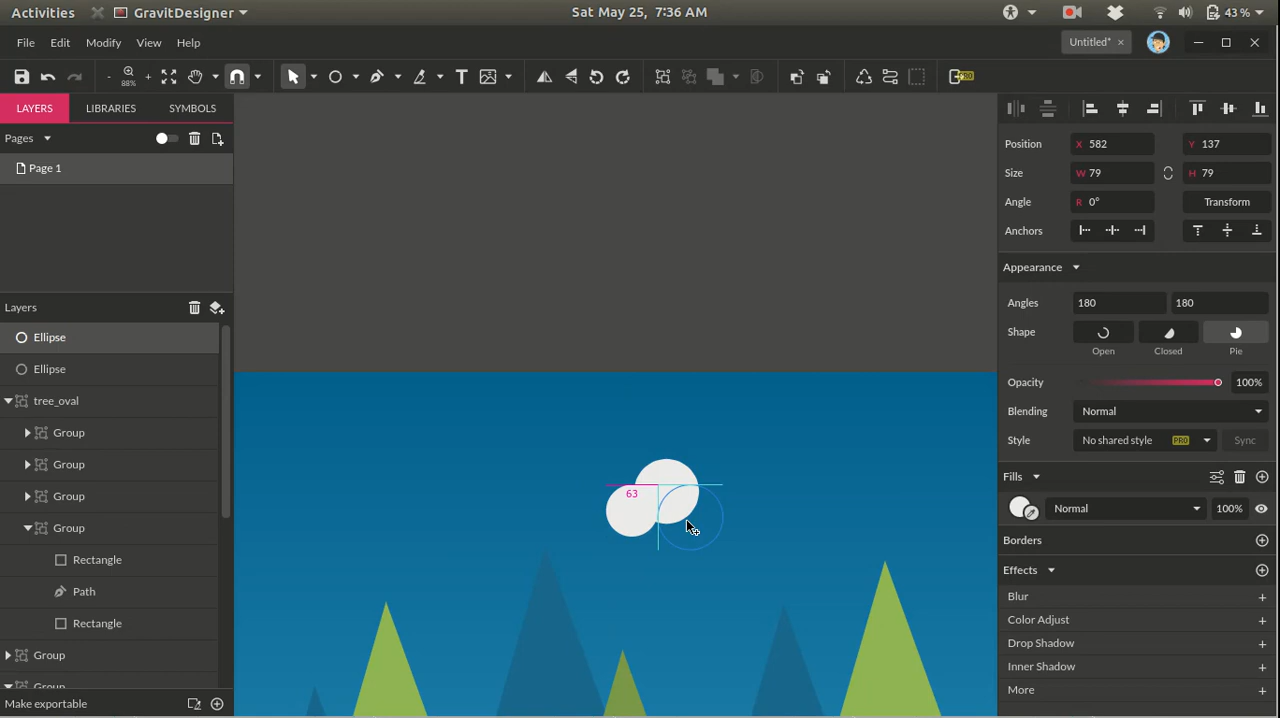 Activities GravitDesigner Sat May 25, 7:36 AM 43 %
File Edit Modify View Help Untitled* ×
- 88% + T PRO
LAYERS LIBRARIES SYMBOLS
Pages
Page 1
Layers
Ellipse
Ellipse
tree_oval
Group
Group
Group
Group
Rectangle
Path
Rectangle
Group
Group
Make exportable
63
Position X 582 Y 137
Size W 79 H 79
Angle R 0° Transform
Anchors
Appearance
Angles 180 180
Shape
Open Closed Pie
Opacity 100%
Blending Normal
Style No shared style PRO Sync
Fills
Normal 100%
Borders
Effects
Blur +
Color Adjust +
Drop Shadow +
Inner Shadow +
More +